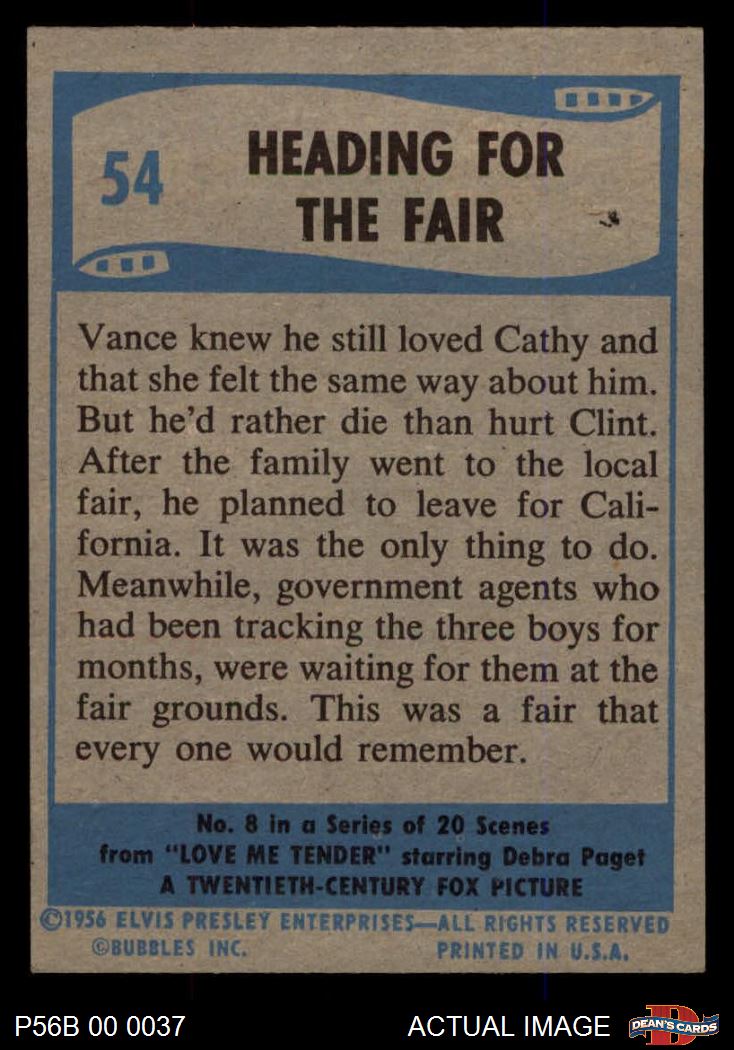 54
HEADING FOR
THE FAIR
Vance knew he still loved Cathy and
that she felt the same way about him.
But he'd rather die than hurt Clint.
After the family went to the local
fair, he planned to leave for Cali-
fornia. It was the only thing to do.
Meanwhile, government agents who
had been tracking the three boys for
months, were waiting for them at the
fair grounds. This was a fair that
every one would remember.
No. 8 in a Series of 20 Scenes
from "LOVE ME TENDER" starring Debra Paget
A TWENTIETH-CENTURY FOX PICTURE
©1956 ELVIS PRESLEY ENTERPRISES—ALL RIGHTS RESERVED
©BUBBLES INC. PRINTED IN U.S.A.
P56B 00 0037 ACTUAL IMAGE D DEAN'S CARDS